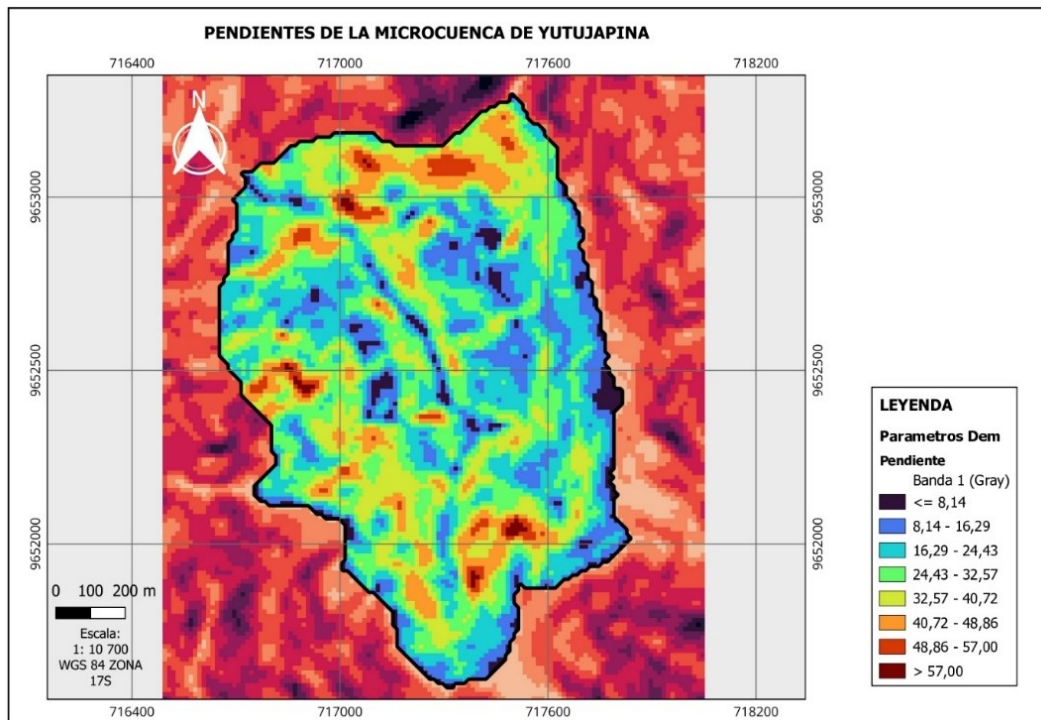 PENDIENTES DE LA MICROCUENCA DE YUTUJAPINA
716400 717000 717600 718200
N
9653000 9653000
9652500 9652500
9652000 9652000
LEYENDA
Parametros Dem
Pendiente
Banda 1 (Gray)
<= 8,14
8,14 - 16,29
16,29 - 24,43
24,43 - 32,57
32,57 - 40,72
40,72 - 48,86
48,86 - 57,00
> 57,00
0 100 200 m
Escala:
1: 10 700
WGS 84 ZONA
17S
716400 717000 717600 718200